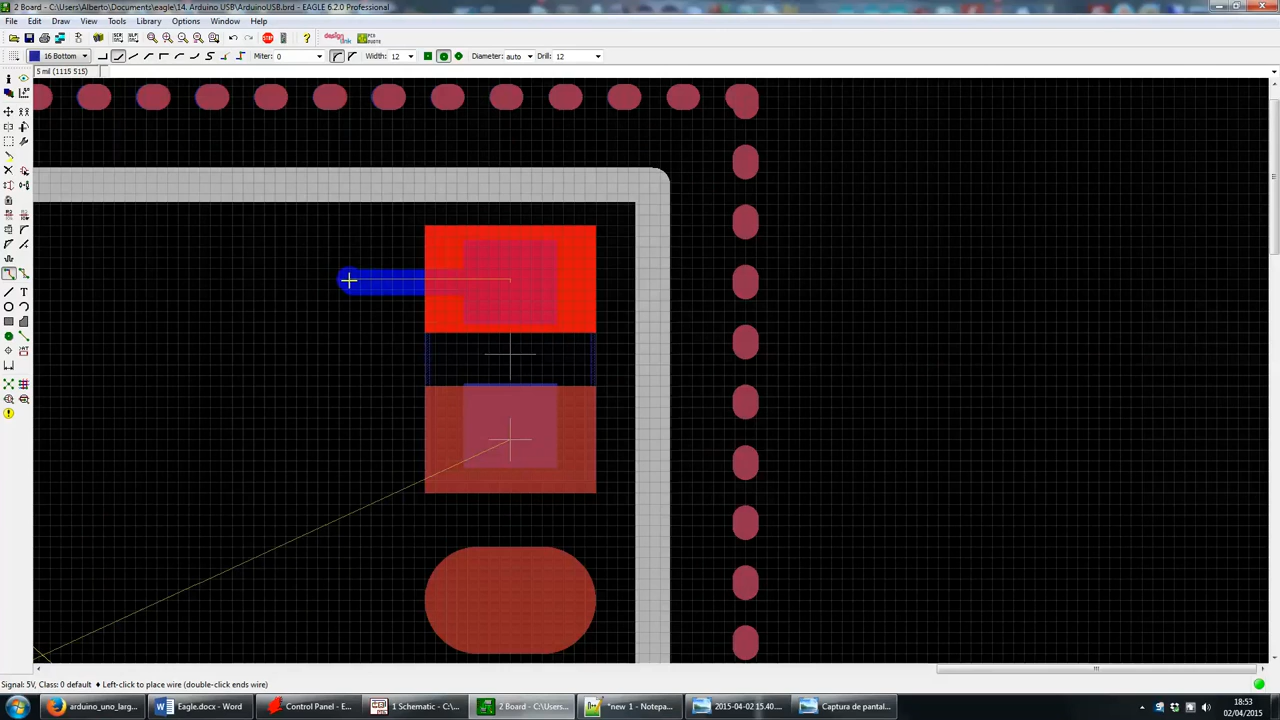 2 Board - C:\Users\Alberto\Documents\eagle\14. Arduino USB\ArduinoUSB.brd - EAGLE 6.2.0 Professional
File Edit Draw View Tools Library Options Window Help
16 Bottom Miter: 0 Width: 12 Diameter: auto Drill: 12
5 mil (1115 515)
Signal: 5V, Class: 0 default ♦ Left-click to place wire (double-click ends wire)
arduino_uno_larg... Eagle.docx - Word Control Panel - E... 1 Schematic - C:\... 2 Board - C:\Users... *new 1 - Notepa... 2015-04-02 15.40.... Captura de pantal...
ES
18:53
02/04/2015